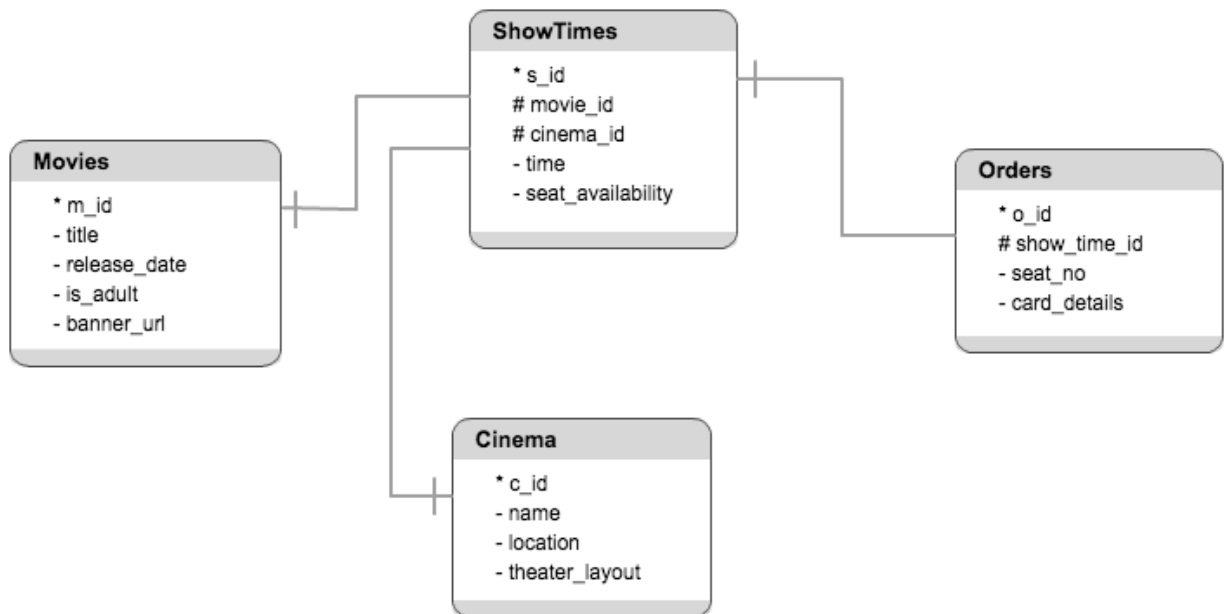 ShowTimes
* s_id
# movie_id
# cinema_id
- time
- seat_availability
Movies
* m_id
- title
- release_date
- is_adult
- banner_url
Orders
* o_id
# show_time_id
- seat_no
- card_details
Cinema
* c_id
- name
- location
- theater_layout